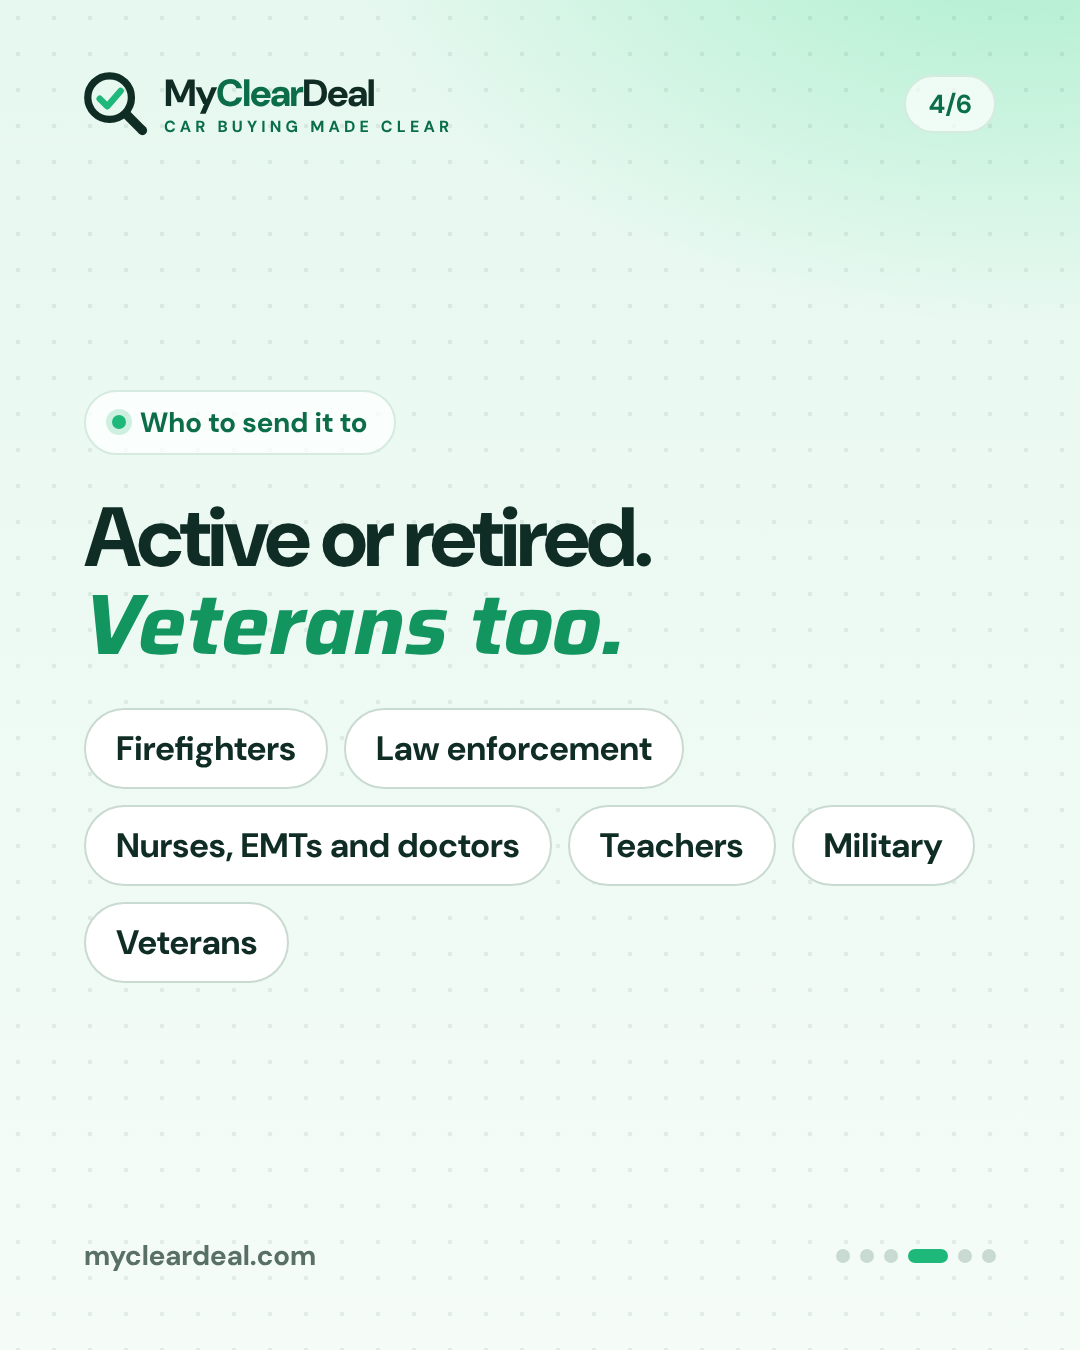 MyClearDeal
CAR BUYING MADE CLEAR
4/6
Who to send it to
Active or retired.
Veterans too.
Firefighters
Law enforcement
Nurses, EMTs and doctors
Teachers
Military
Veterans
mycleardeal.com